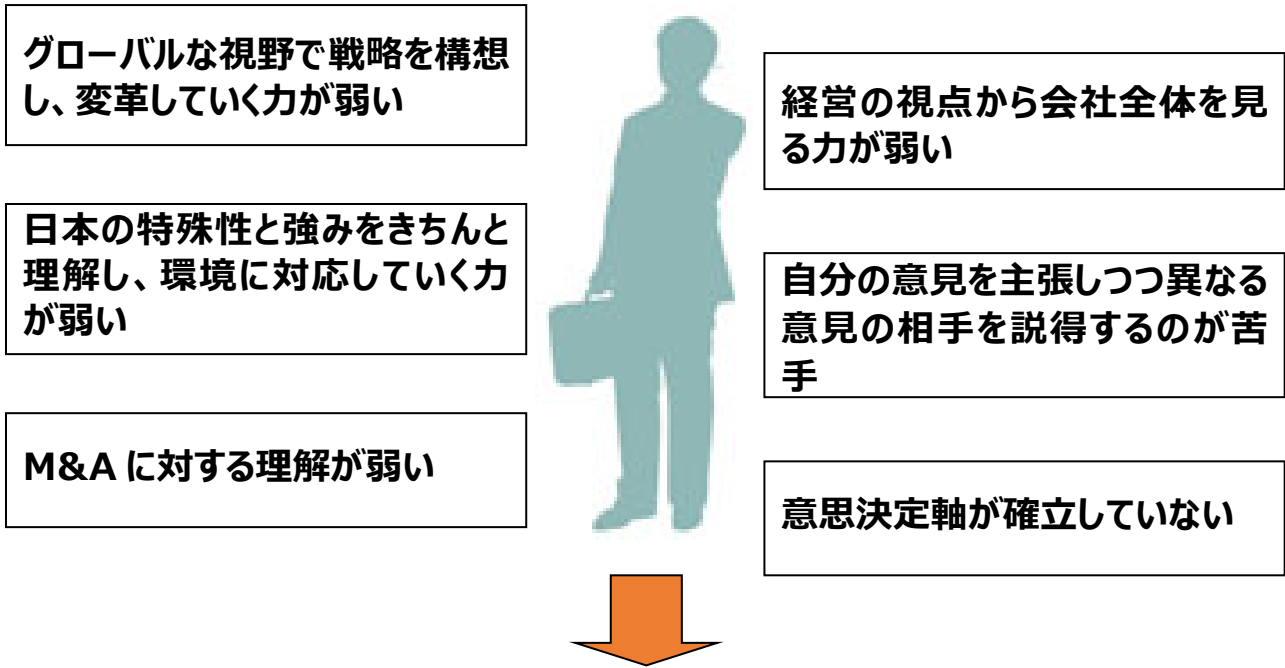 グローバルな視野で戦略を構想
し、変革していく力が弱い
日本の特殊性と強みをきちんと
理解し、環境に対応していく力
が弱い
M&A に対する理解が弱い
経営の視点から会社全体を見
る力が弱い
自分の意見を主張しつつ異なる
意見の相手を説得するのが苦
手
意思決定軸が確立していない